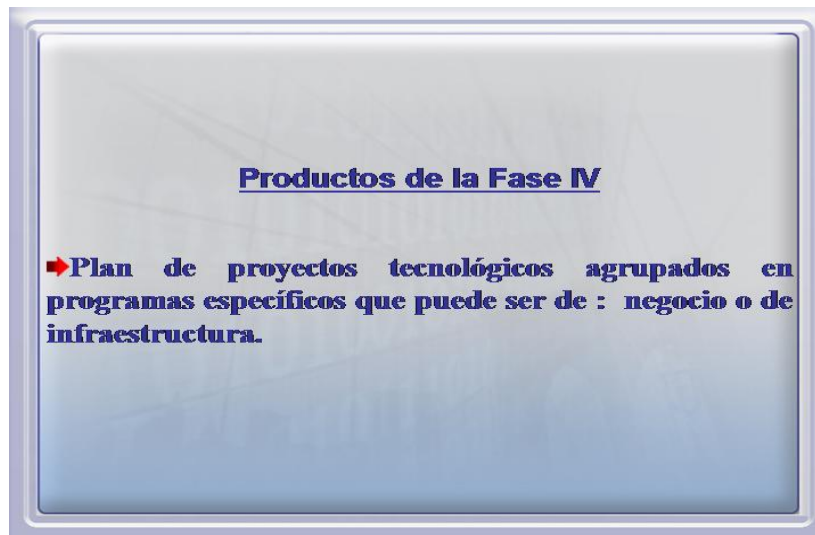 Productos de la Fase IV
Plan de proyectos tecnológicos agrupados en
programas específicos que puede ser de : negocio o de
infraestructura.